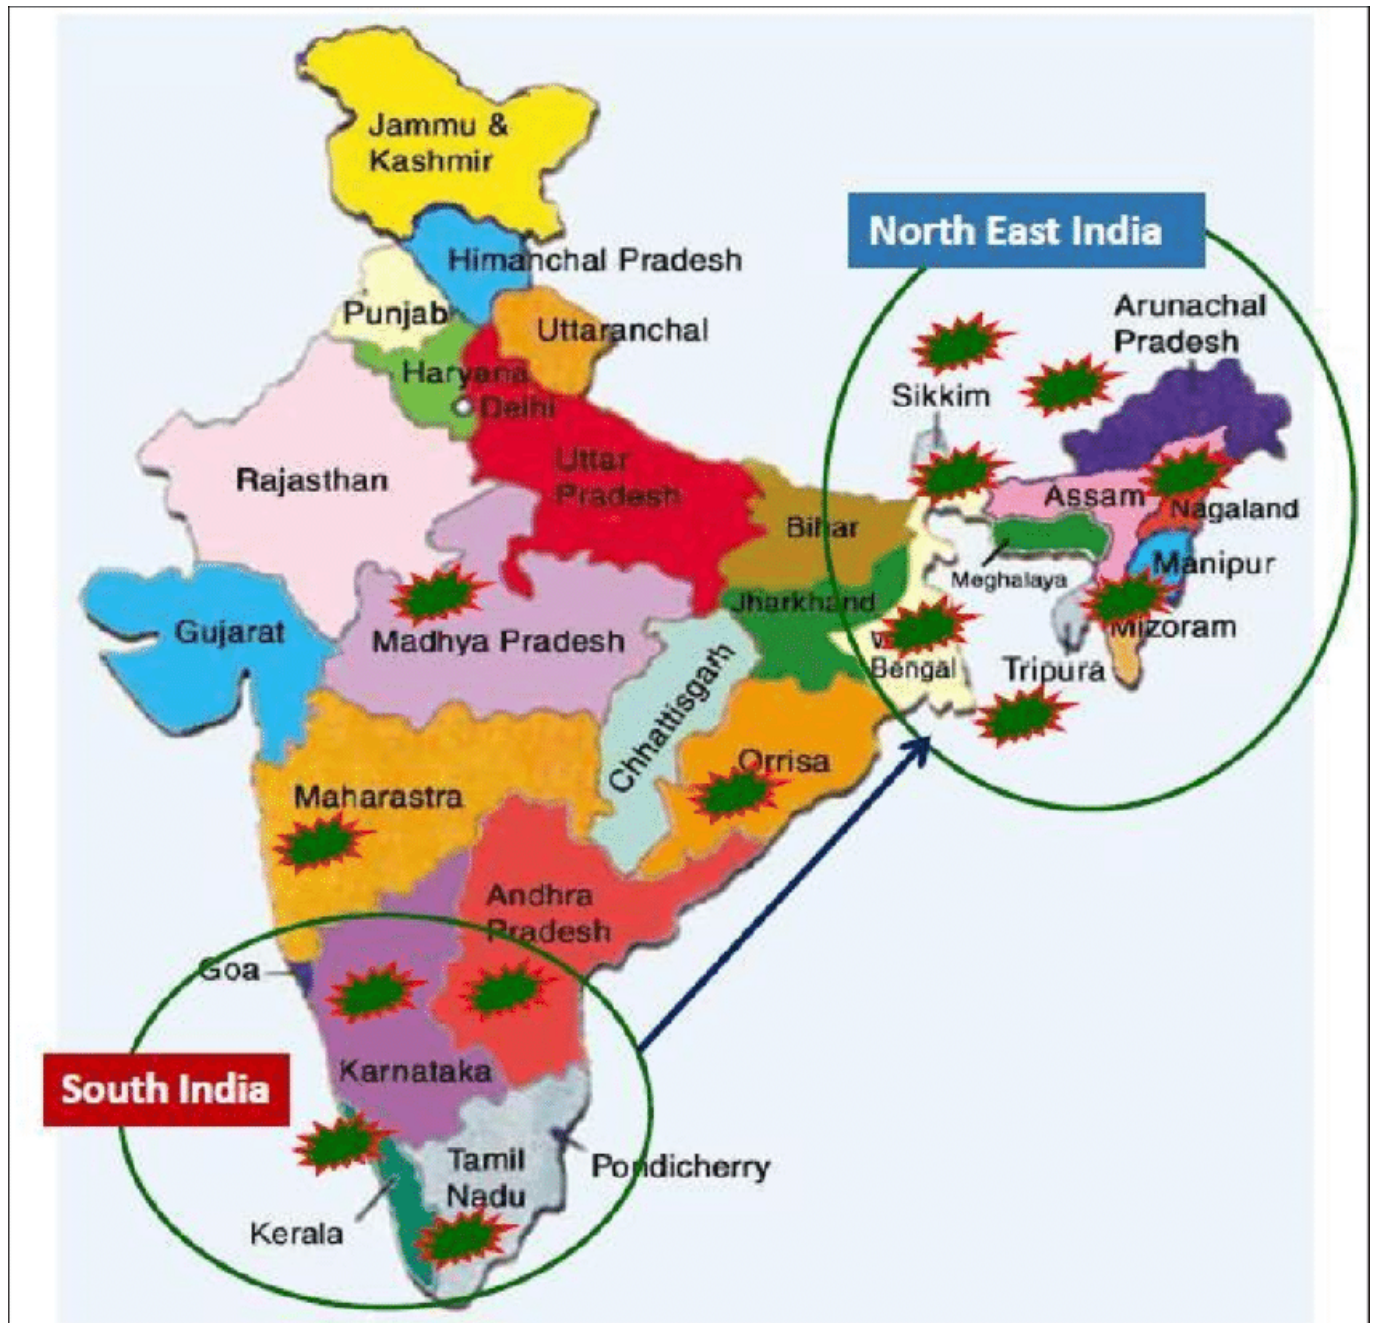 Jammu &
Kashmir
North East India
Himanchal Pradesh
Punjab
Uttaranchal
Arunachal
Pradesh
Haryana
Delhi
Sikkim
Rajasthan
Uttar
Pradesh
Assam
Nagaland
Bihar
Manipur
Meghalaya
Jharkhand
Gujarat
Madhya Pradesh
Mizoram
Bengal
Tripura
Chhattisgarh
Orrisa
Maharastra
Andhra
Pradesh
Goa
Karnataka
South India
Tamil
Nadu
Pondicherry
Kerala